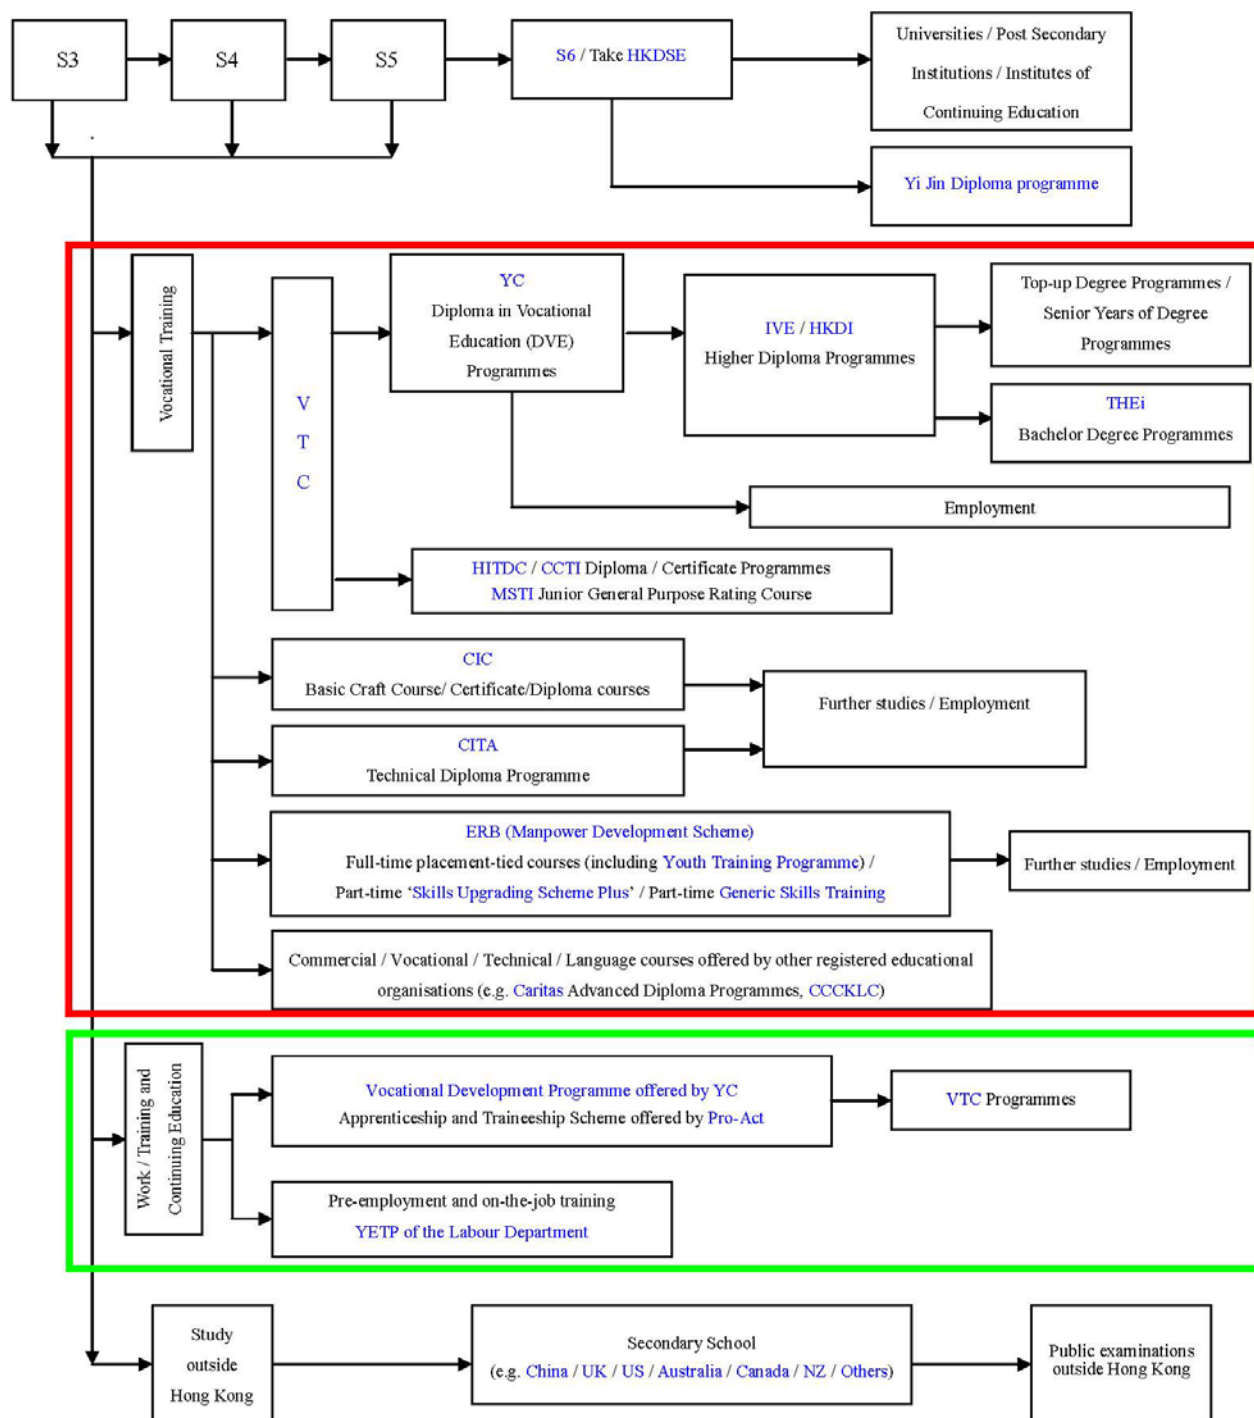 S3
S4
S5
S6 / Take HKDSE
Universities / Post Secondary
Institutions / Institutes of
Continuing Education
Yi Jin Diploma programme
Vocational Training
V
T
C
YC
Diploma in Vocational
Education (DVE)
Programmes
IVE / HKDI
Higher Diploma Programmes
Top-up Degree Programmes /
Senior Years of Degree
Programmes
THEi
Bachelor Degree Programmes
Employment
HITDC / CCTI Diploma / Certificate Programmes
MSTI Junior General Purpose Rating Course
CIC
Basic Craft Course/ Certificate/Diploma courses
CITA
Technical Diploma Programme
Further studies / Employment
ERB (Manpower Development Scheme)
Full-time placement-tied courses (including Youth Training Programme) /
Part-time ‘Skills Upgrading Scheme Plus’ / Part-time Generic Skills Training
Further studies / Employment
Commercial / Vocational / Technical / Language courses offered by other registered educational
organisations (e.g. Caritas Advanced Diploma Programmes, CCCKLC)
Work / Training and
Continuing Education
Vocational Development Programme offered by YC
Apprenticeship and Traineeship Scheme offered by Pro-Act
VTC Programmes
Pre-employment and on-the-job training
YETP of the Labour Department
Study
outside
Hong Kong
Secondary School
(e.g. China / UK / US / Australia / Canada / NZ / Others)
Public examinations
outside Hong Kong